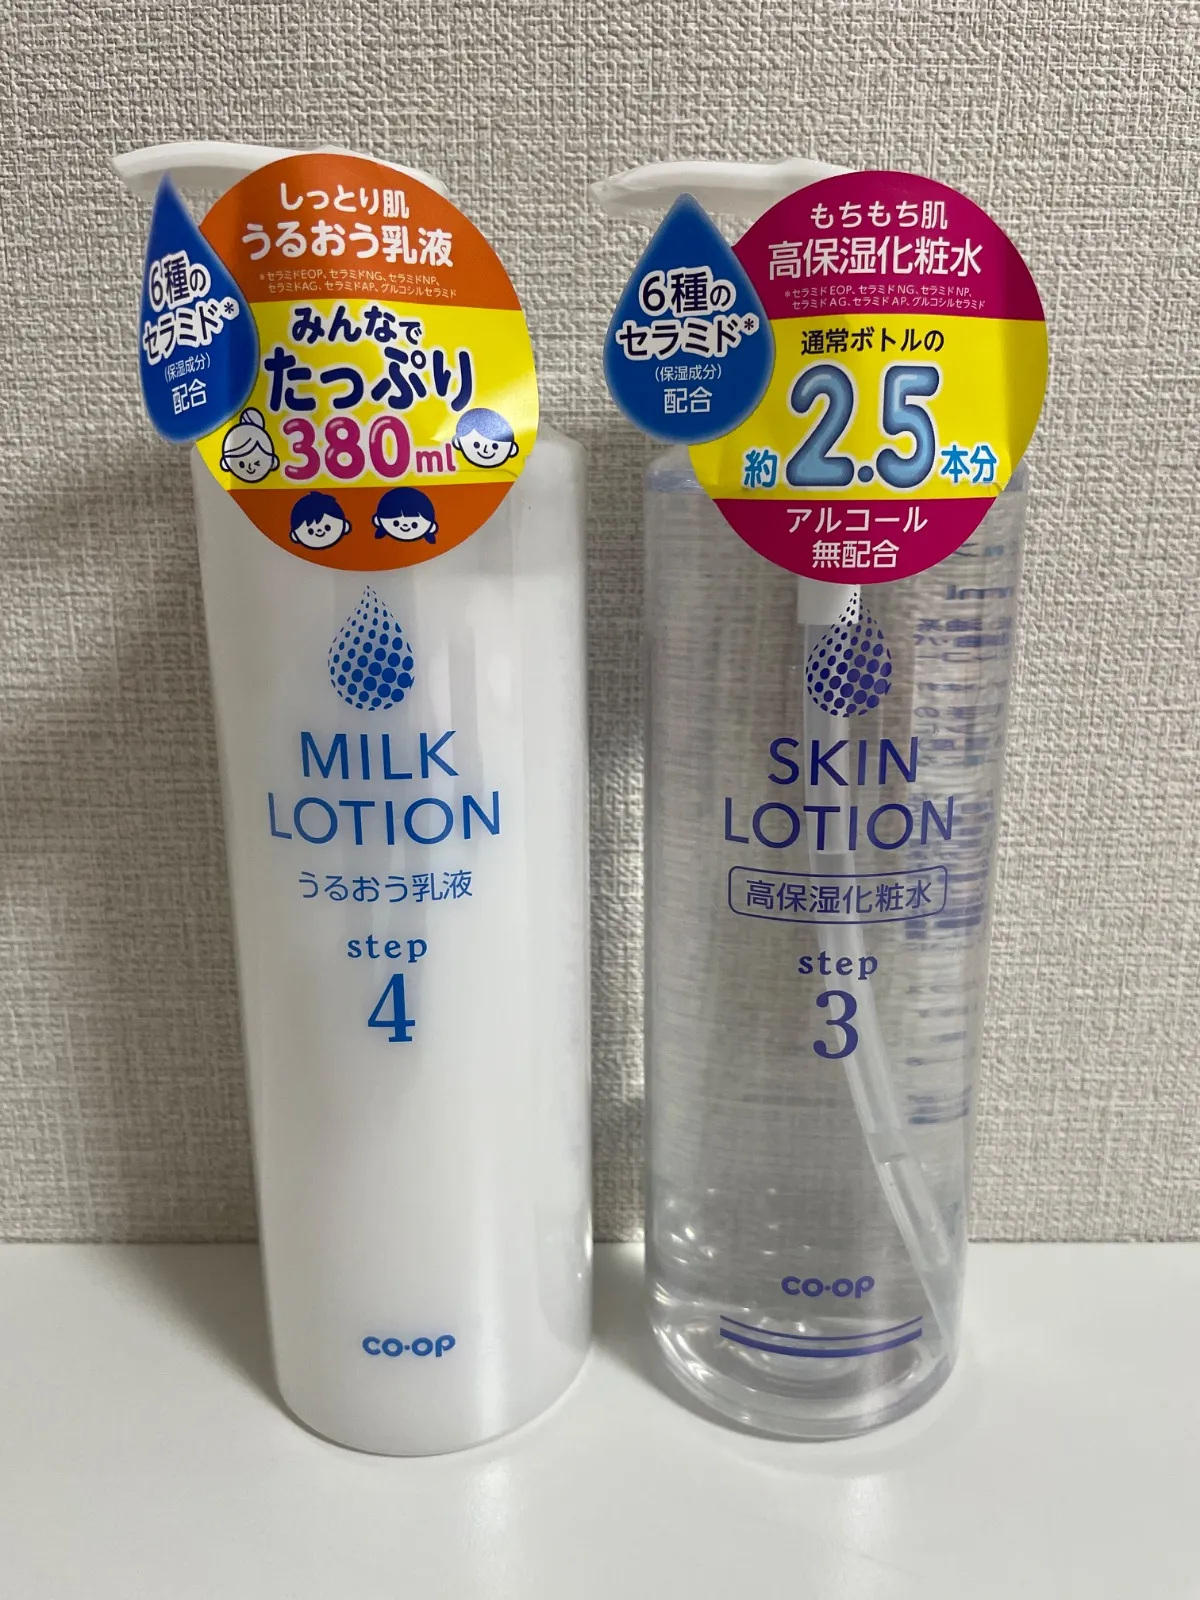 しっとり肌
うるおう乳液
*セラミドEOP、セラミドNG、セラミドNP、
セラミドAG、セラミドAP、グルコシルセラミド
6種の
セラミド*
(保湿成分)
配合
みんなで
たっぷり
380ml
MILK
LOTION
うるおう乳液
step
4
CO·OP
もちもち肌
高保湿化粧水
*セラミドEOP、セラミドNG、セラミドNP、
セラミドAG、セラミドAP、グルコシルセラミド
6種の
セラミド*
(保湿成分)
配合
通常ボトルの
約2.5本分
アルコール
無配合
SKIN
LOTION
高保湿化粧水
step
3
CO·OP